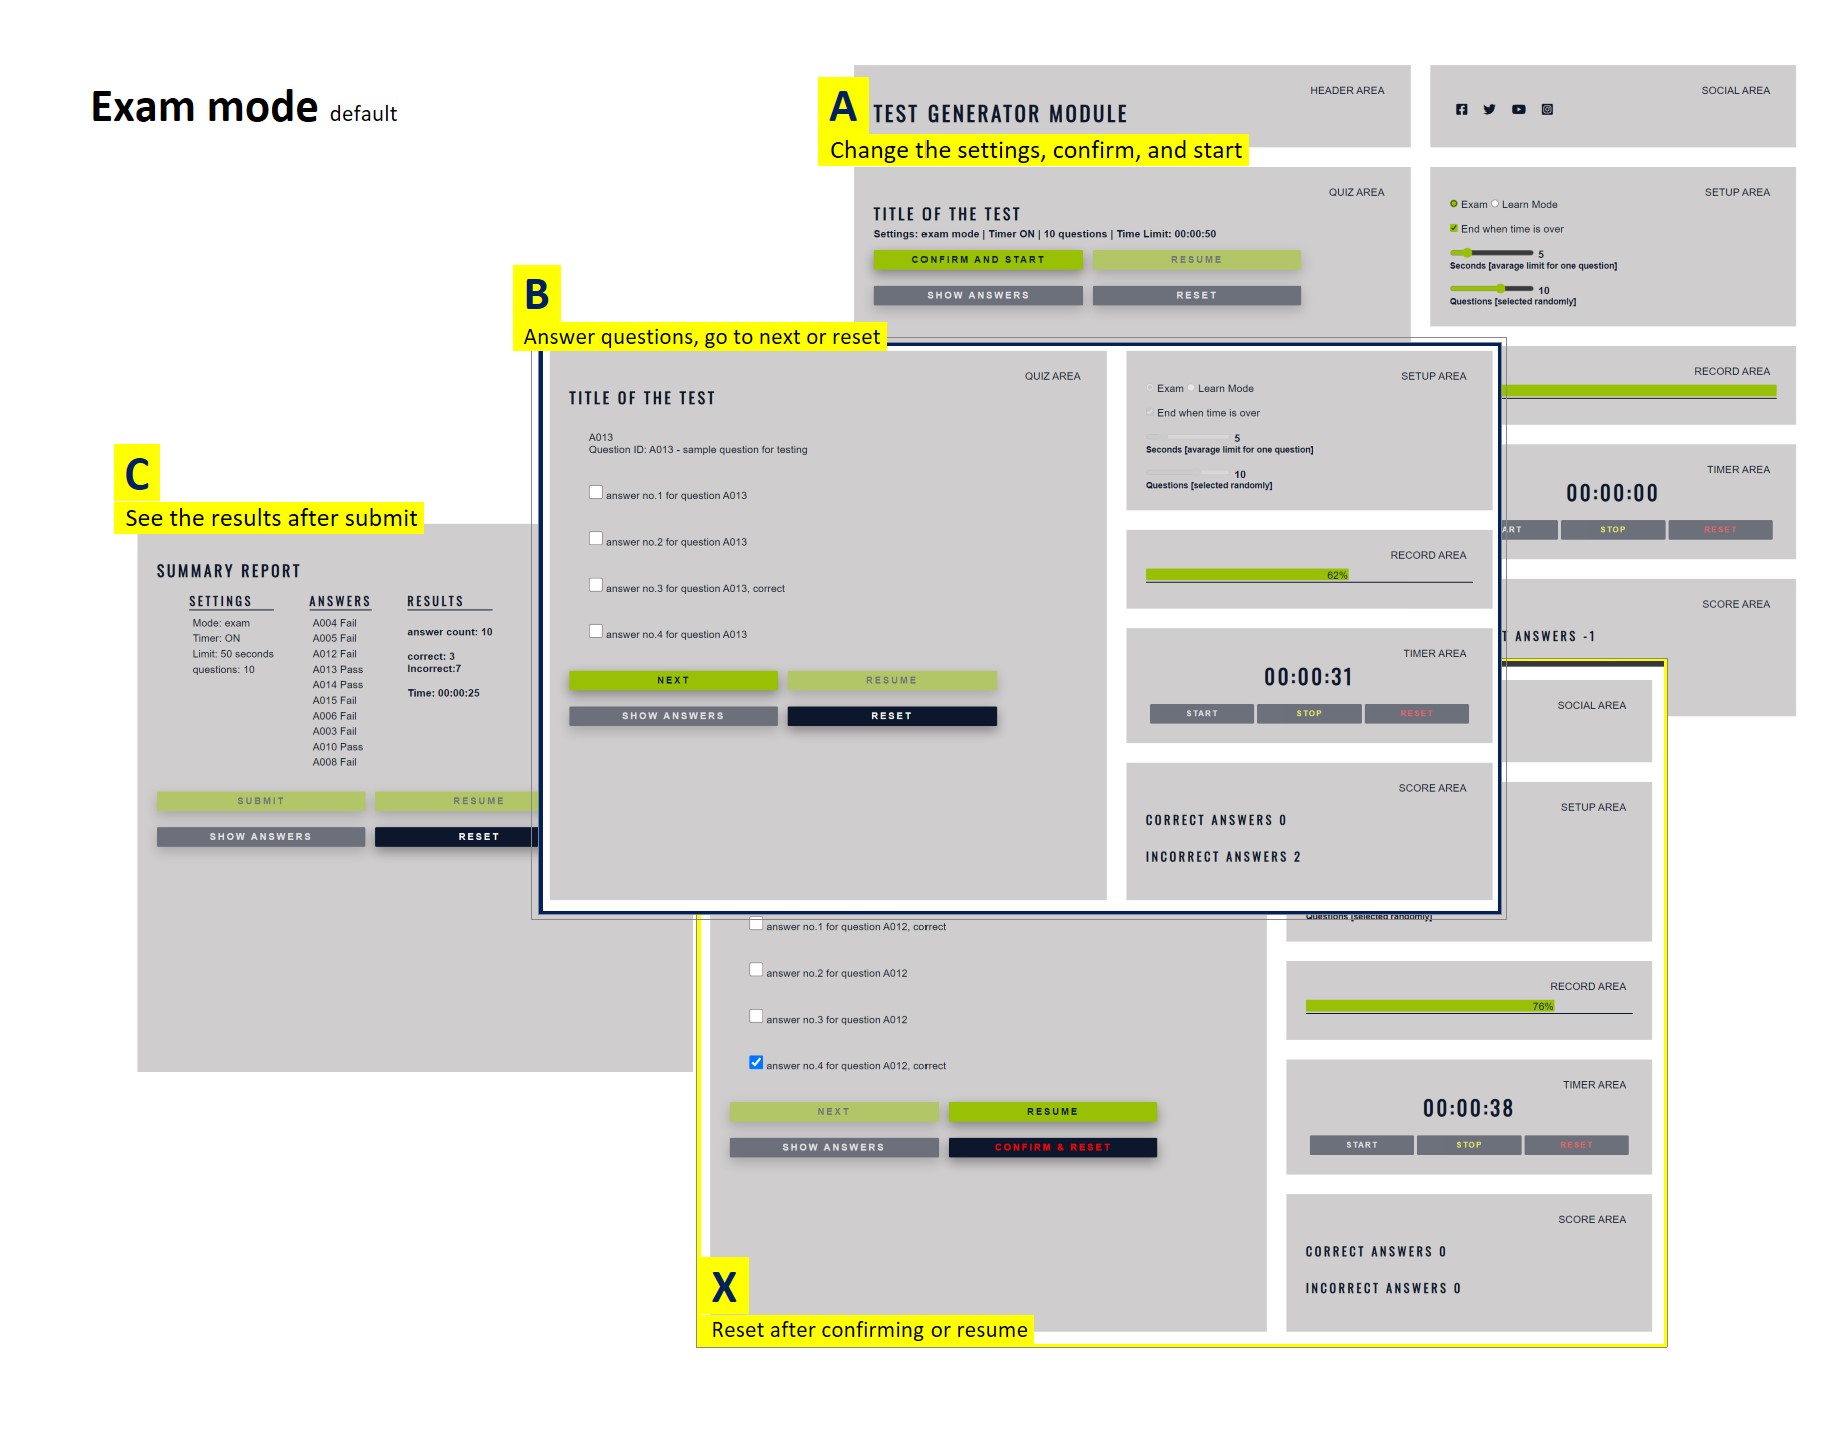 Exam mode default
A
HEADER AREA
TEST GENERATOR MODULE
Change the settings, confirm, and start
SOCIAL AREA
QUIZ AREA
TITLE OF THE TEST
Settings: exam mode | Timer ON | 10 questions | Time Limit: 00:00:50
CONFIRM AND START
RESUME
SHOW ANSWERS
RESET
SETUP AREA
Exam Learn Mode
End when time is over
5
Seconds [avarage limit for one question]
10
Questions [selected randomly]
RECORD AREA
TIMER AREA
00:00:00
ART
STOP
RESET
SCORE AREA
T ANSWERS -1
B
Answer questions, go to next or reset
QUIZ AREA
TITLE OF THE TEST
A013
Question ID: A013 - sample question for testing
answer no.1 for question A013
answer no.2 for question A013
answer no.3 for question A013, correct
answer no.4 for question A013
NEXT
RESUME
SHOW ANSWERS
RESET
SETUP AREA
Exam Learn Mode
End when time is over
5
Seconds [avarage limit for one question]
10
Questions [selected randomly]
RECORD AREA
62%
TIMER AREA
00:00:31
START
STOP
RESET
SCORE AREA
CORRECT ANSWERS 0
INCORRECT ANSWERS 2
C
See the results after submit
SUMMARY REPORT
SETTINGS
Mode: exam
Timer: ON
Limit: 50 seconds
questions: 10
ANSWERS
A004 Fail
A005 Fail
A012 Fail
A013 Pass
A014 Pass
A015 Fail
A006 Fail
A003 Fail
A010 Pass
A008 Fail
RESULTS
answer count: 10
correct: 3
Incorrect:7
Time: 00:00:25
SUBMIT
RESUME
SHOW ANSWERS
RESET
SOCIAL AREA
SETUP AREA
Questions [selected randomly]
answer no.1 for question A012, correct
answer no.2 for question A012
answer no.3 for question A012
answer no.4 for question A012, correct
NEXT
RESUME
SHOW ANSWERS
CONFIRM & RESET
RECORD AREA
76%
TIMER AREA
00:00:38
START
STOP
RESET
SCORE AREA
CORRECT ANSWERS 0
INCORRECT ANSWERS 0
X
Reset after confirming or resume